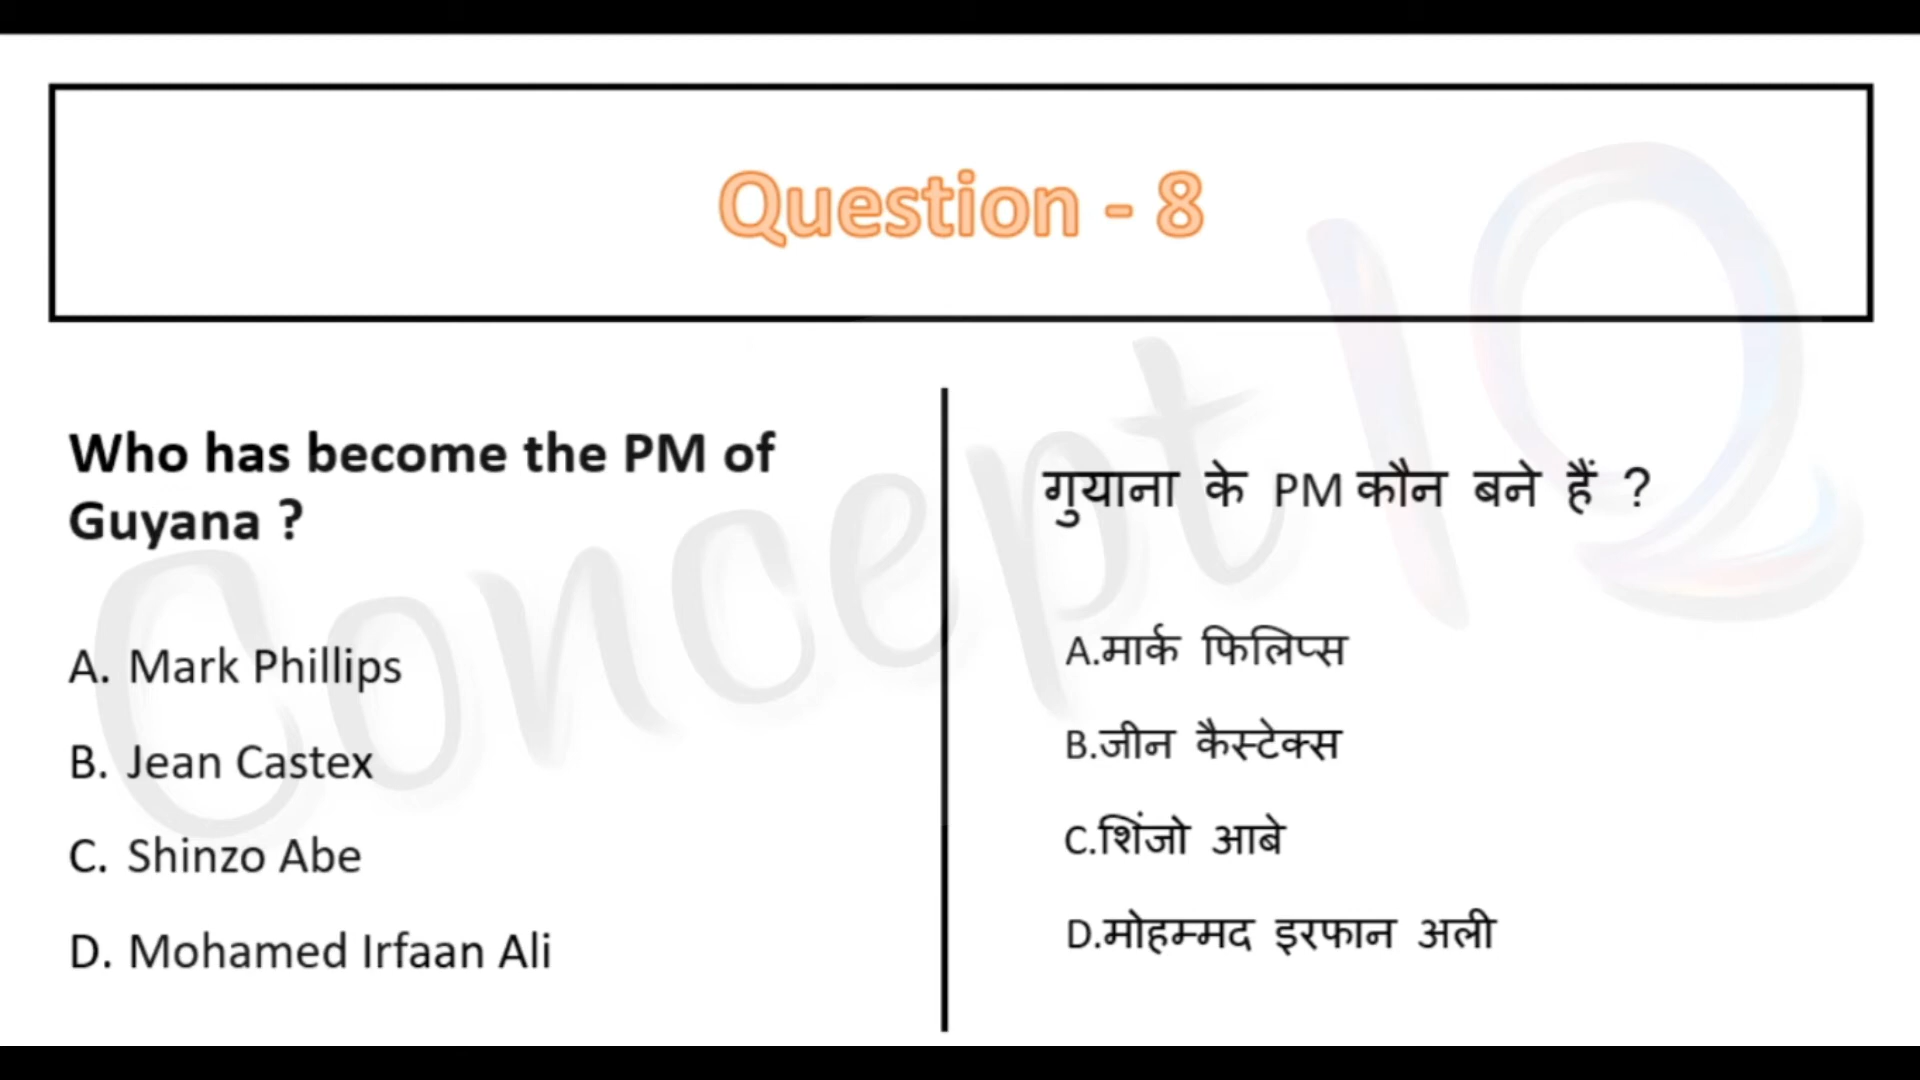 Question - 8
Who has become the PM of
Guyana ?
A. Mark Phillips
B. Jean Castex
C. Shinzo Abe
D. Mohamed Irfaan Ali
गुयाना के PM कौन बने हैं ?
A.मार्क फिलिप्स
B.जीन कैस्टेक्स
C.शिंजो आबे
D.मोहम्मद इरफान अली
Concept IQ